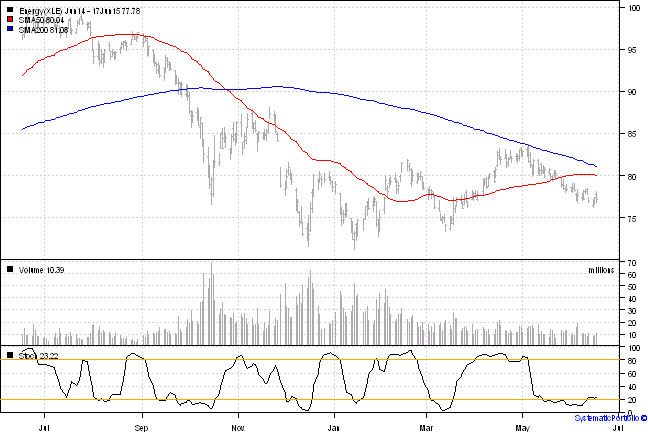 Energy(XLE) Jun14 - 17Jun15 77.78
SMA50 80.04
SMA200 81.08
100
95
90
85
80
75
Volume 10.39
millions
70
60
50
40
30
20
10
Stoch 23.22
100
80
60
40
20
0
Jul
Sep
Nov
Jan
Mar
May
Jul
SystematicPortfolio ©